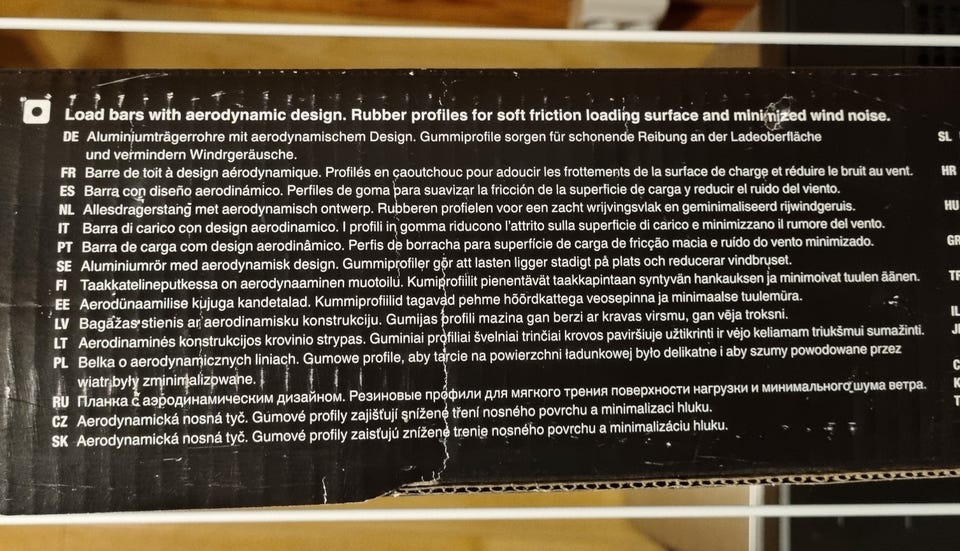 Load bars with aerodynamic design. Rubber profiles for soft friction loading surface and minimized wind noise.
DE Aluminiumträgerrohre mit aerodynamischem Design. Gummiprofile sorgen für schonende Reibung an der Ladeoberfläche
und vermindern Windrgeräusche.
FR Barre de toit à design aérodynamique. Profilés en caoutchouc pour adoucir les frottements de la surface de charge et réduire le bruit au vent.
ES Barra con diseño aerodinámico. Perfiles de goma para suavizar la fricción de la superficie de carga y reducir el ruido del viento.
NL Allesdragerstang met aerodynamisch ontwerp. Rubberen profielen voor een zacht wrijvingsvlak en geminimaliseerd rijwindgeruis.
IT Barra di carico con design aerodinamico. I profili in gomma riducono l'attrito sulla superficie di carico e minimizzano il rumore del vento.
PT Barra de carga com design aerodinâmico. Perfis de borracha para superfície de carga de fricção macia e ruído do vento minimizado.
SE Aluminiumrör med aerodynamisk design. Gummiprofiler gör att lasten ligger stadigt på plats och reducerar vindbruset.
FI Taakkatelineputkessa on aerodynaaminen muotoilu. Kumiprofiilit pienentävät taakkapintaan syntyvän hankauksen ja minimoivat tuulen äänen.
EE Aerodünaamilise kujuga kandetalad. Kummiprofiilid tagavad pehme hõõrdkattega veosepinna ja minimaalse tuulemüra.
LV Bagāžas stienis ar aerodinamisku konstrukciju. Gumijas profili mazina gan berzi ar kravas virsmu, gan vēja troksni.
LT Aerodinaminės konstrukcijos krovinio strypas. Guminiai profiliai švelniai trinčiai krovos paviršiuje užtikrinti ir vėjo keliamam triukšmui sumažinti.
PL Belka o aerodynamicznych liniach. Gumowe profile, aby tarcie na powierzchni ładunkowej było delikatne i aby szumy powodowane przez
wiatr były zminimalizowane.
RU Планка с аэродинамическим дизайном. Резиновые профили для мягкого трения поверхности нагрузки и минимального шума ветра.
CZ Aerodynamická nosná tyč. Gumové profily zajišťují snížené tření nosného povrchu a minimalizaci hluku.
SK Aerodynamická nosná tyč. Gumové profily zaisťujú znížené trenie nosného povrchu a minimalizáciu hluku.
SL
HR
HU
GR
TR